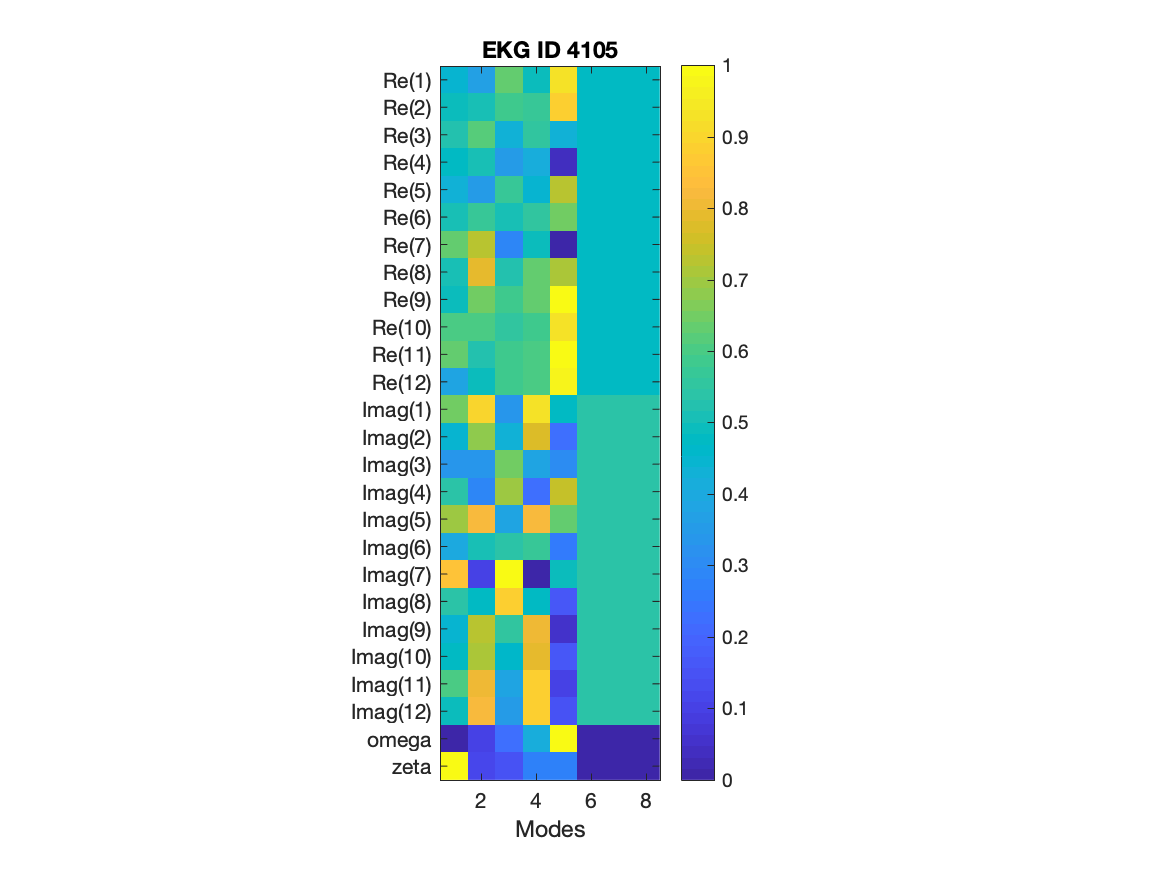 EKG ID 4105
Re(1)
Re(2)
Re(3)
Re(4)
Re(5)
Re(6)
Re(7)
Re(8)
Re(9)
Re(10)
Re(11)
Re(12)
Imag(1)
Imag(2)
Imag(3)
Imag(4)
Imag(5)
Imag(6)
Imag(7)
Imag(8)
Imag(9)
Imag(10)
Imag(11)
Imag(12)
omega
zeta
2 4 6 8
Modes
1
0.9
0.8
0.7
0.6
0.5
0.4
0.3
0.2
0.1
0